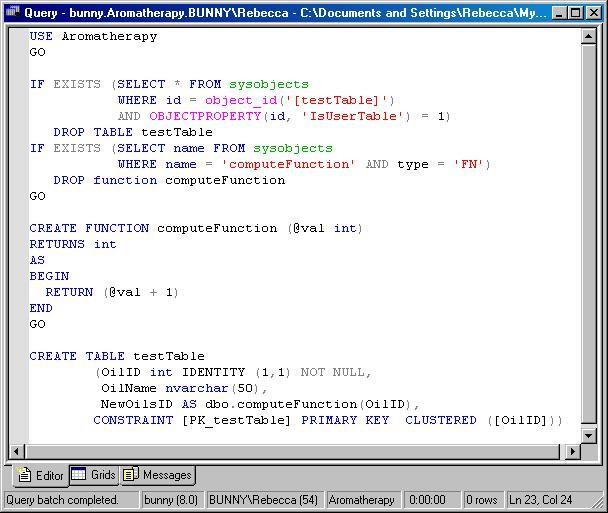 Query - bunny.Aromatherapy.BUNNY\Rebecca - C:\Documents and Settings\Rebecca\My...
USE Aromatherapy
GO
IF EXISTS (SELECT * FROM sysobjects
WHERE id = object_id('[testTable]')
AND OBJECTPROPERTY(id, 'IsUserTable') = 1)
DROP TABLE testTable
IF EXISTS (SELECT name FROM sysobjects
WHERE name = 'computeFunction' AND type = 'FN')
DROP function computeFunction
GO
CREATE FUNCTION computeFunction (@val int)
RETURNS int
AS
BEGIN
RETURN (@val + 1)
END
GO
CREATE TABLE testTable
(OilID int IDENTITY (1,1) NOT NULL,
OilName nvarchar(50),
NewOilsID AS dbo.computeFunction(OilID),
CONSTRAINT [PK_testTable] PRIMARY KEY  CLUSTERED ([OilID]))
Editor Grids Messages
Query batch completed. bunny (8.0) BUNNY\Rebecca (54) Aromatherapy 0:00:00 0 rows Ln 23, Col 24